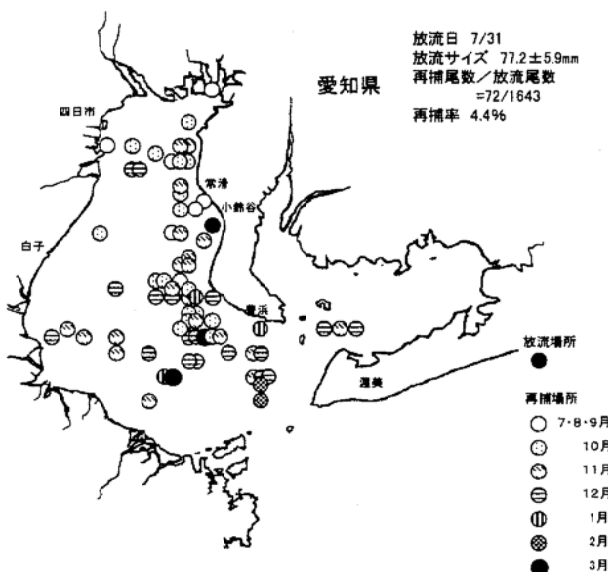 放流日 7/31
放流サイズ 77.2±5.9mm
再捕尾数／放流尾数
=72/1643
再捕率 4.4%
愛知県
四日市
常滑
小鈴谷
白子
豊浜
渥美
放流場所
再捕場所
7・8・9月
10月
11月
12月
1月
2月
3月